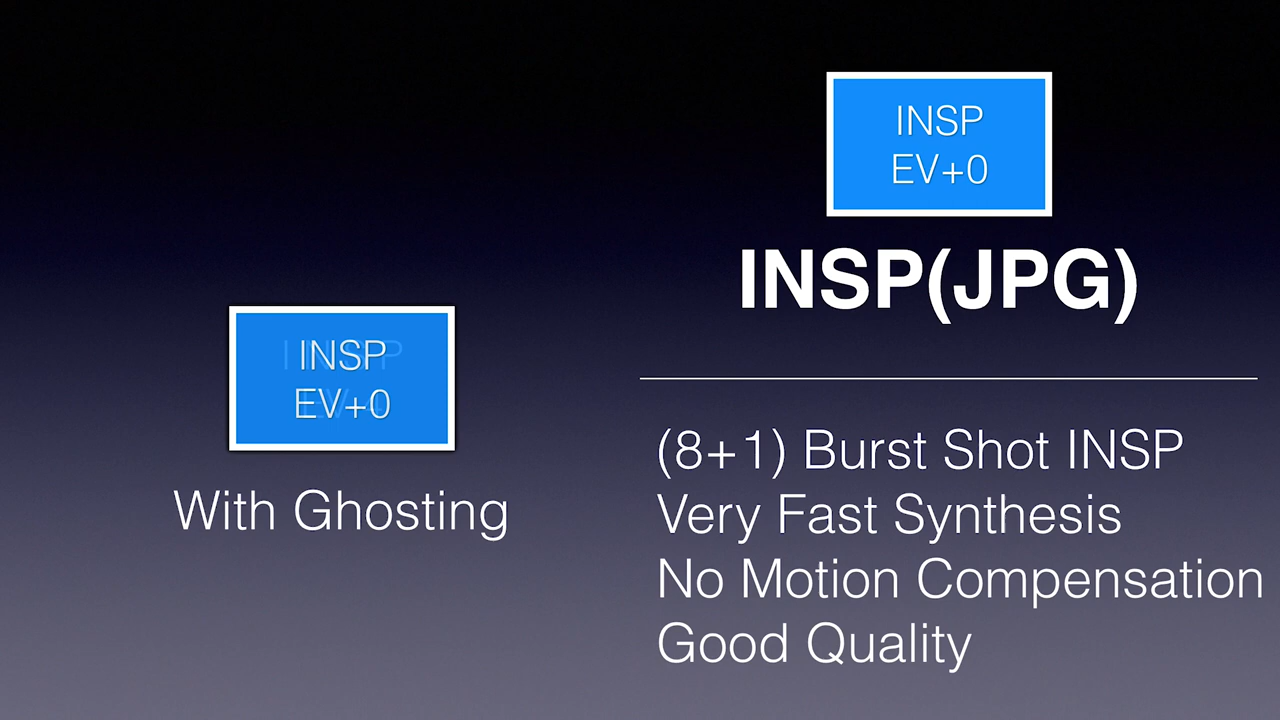 INSP
EV+0
With Ghosting
INSP
EV+0
INSP(JPG)
(8+1) Burst Shot INSP
Very Fast Synthesis
No Motion Compensation
Good Quality